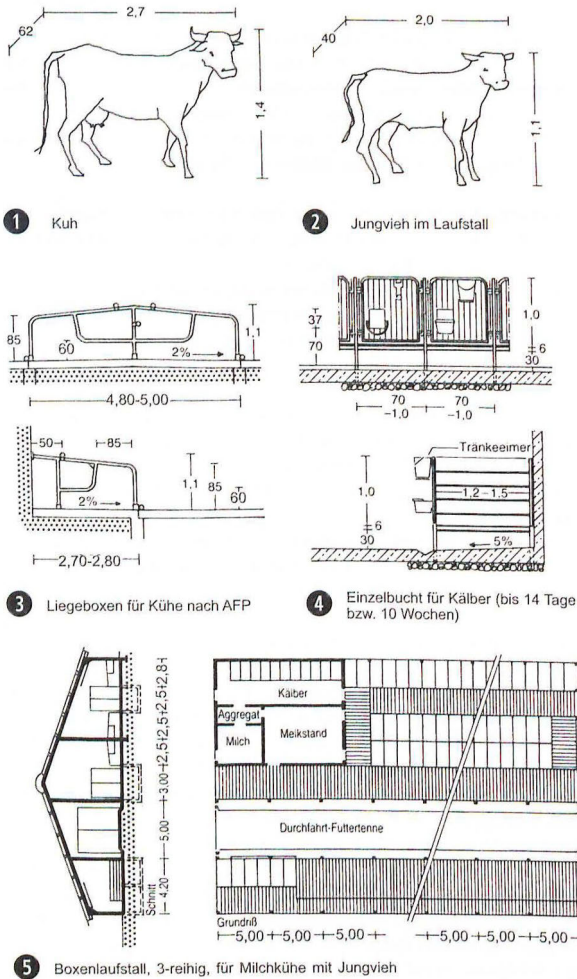 62
2,7
1,4
1 Kuh
40
2,0
1,1
2 Jungvieh im Laufstall
85
60
2%
1,1
4,80-5,00
50
85
2%
1,1
85
60
2,70-2,80
3 Liegeboxen für Kühe nach AFP
37
70
1,0
6
30
70
-1,0
70
-1,0
Tränkeeimer
1,0
1,2-1,5
6
30
5%
4 Einzelbucht für Kälber (bis 14 Tage
bzw. 10 Wochen)
4.20
5,00
3,00
2,5
2,5
2,5
2,8
Schnitt
Kälber
Aggregat
Milch
Melkstand
Durchfahrt-Futtertenne
Grundriß
5,00 5,00 5,00 5,00 5,00 5,00
5 Boxenlaufstall, 3-reihig, für Milchkühe mit Jungvieh